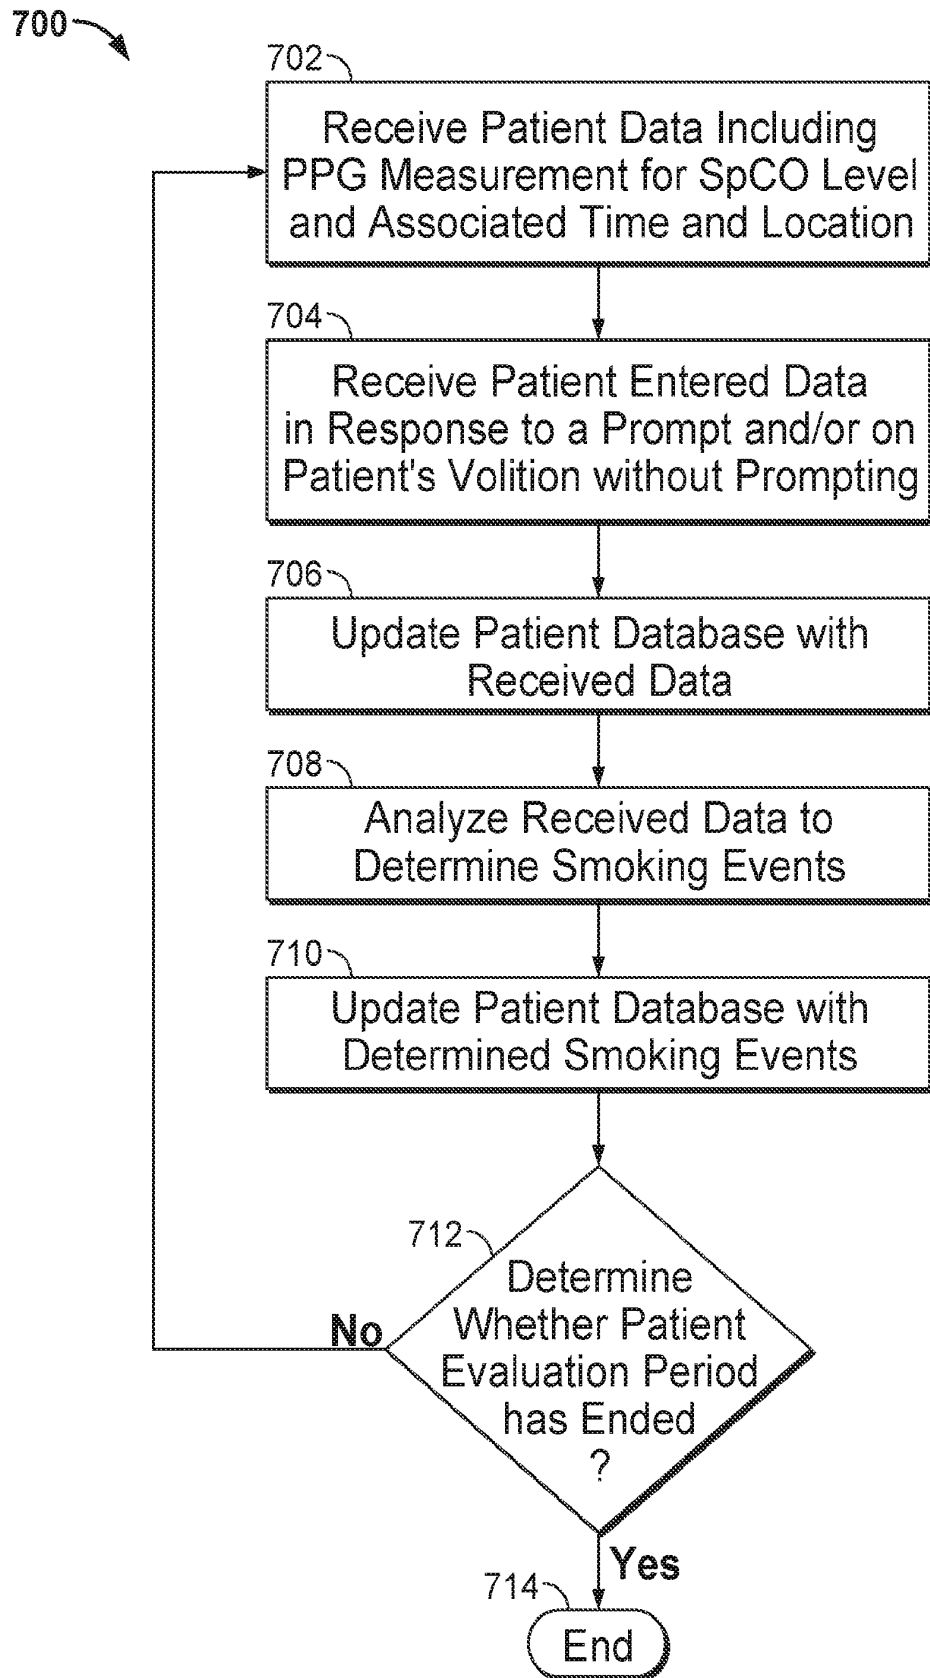 700
702
Receive Patient Data Including
PPG Measurement for SpCO Level
and Associated Time and Location
704
Receive Patient Entered Data
in Response to a Prompt and/or on
Patient's Volition without Prompting
706
Update Patient Database with
Received Data
708
Analyze Received Data to
Determine Smoking Events
710
Update Patient Database with
Determined Smoking Events
712
Determine
Whether Patient
Evaluation Period
has Ended
?
No
Yes
714
End